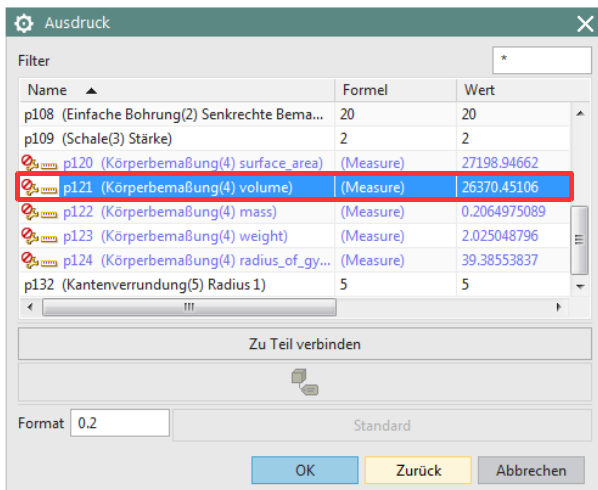 Ausdruck
Filter *
Name Formel Wert
p108 (Einfache Bohrung(2) Senkrechte Bema... 20 20
p109 (Schale(3) Stärke) 2 2
p120 (Körperbemaßung(4) surface_area) (Measure) 27198.94662
p121 (Körperbemaßung(4) volume) (Measure) 26370.45106
p122 (Körperbemaßung(4) mass) (Measure) 0.2064975089
p123 (Körperbemaßung(4) weight) (Measure) 2.025048796
p124 (Körperbemaßung(4) radius_of_gy... (Measure) 39.38553837
p132 (Kantenverrundung(5) Radius 1) 5 5
Zu Teil verbinden
Format 0.2 Standard
OK Zurück Abbrechen